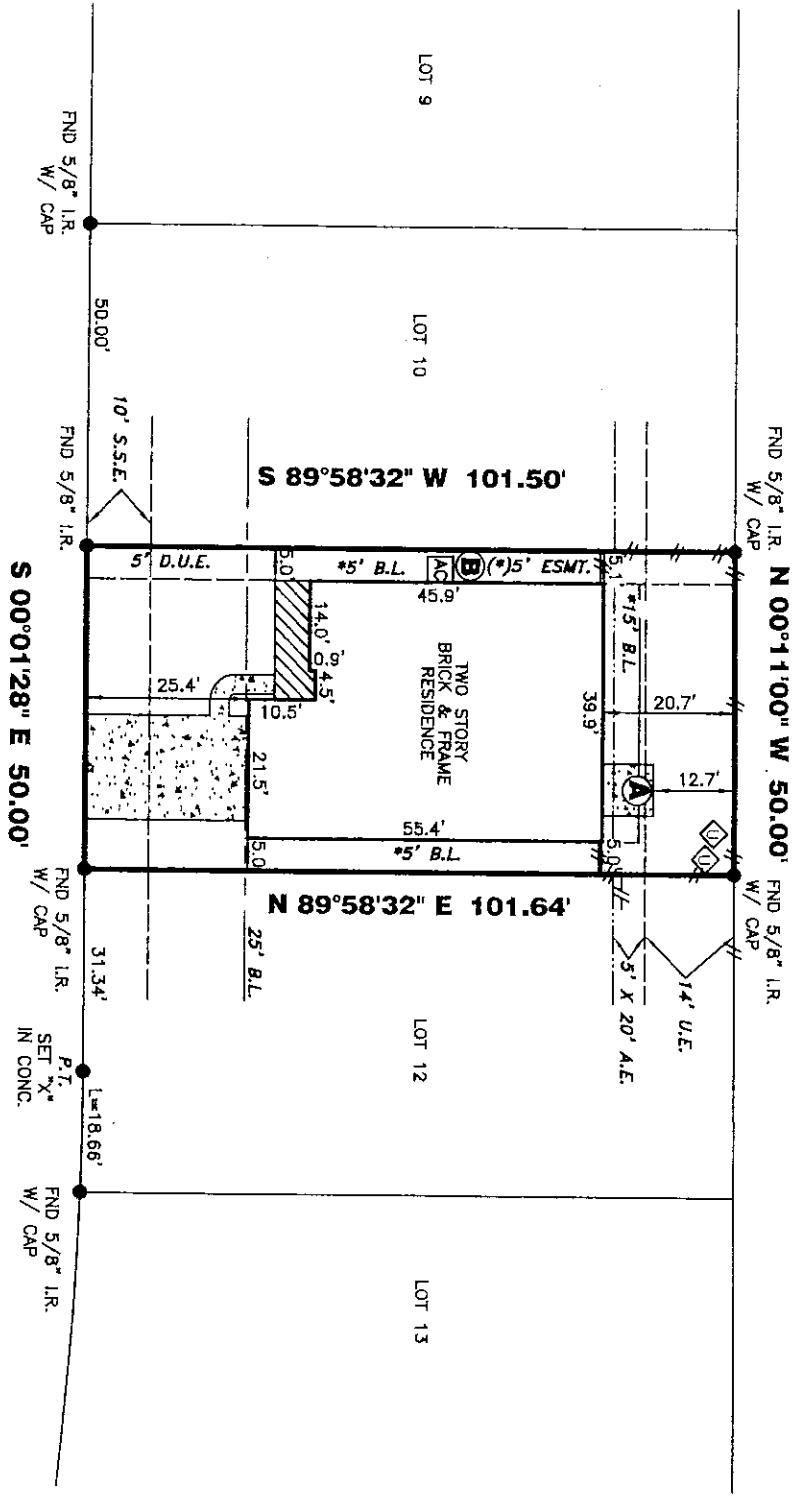 LOT 9
FND 5/8" I.R.
W/ CAP
50.00'
LOT 10
10' S.S.E.
FND 5/8" I.R.
FND 5/8" I.R.
W/ CAP
S 89°58'32" W 101.50'
N 00°11'00" W 50.00'
S 00°01'28" E 50.00'
5' D.U.E.
5.0'
*5' B.L.
AC
B
(*)5' ESMT.
5.1'
*15' B.L.
45.9'
14.0'
0.9'
4.5'
25.4'
10.5'
TWO STORY
BRICK & FRAME
RESIDENCE
39.9'
20.7'
21.5'
A
12.7'
U
U
55.4'
5.0'
*5' B.L.
5.0'
N 89°58'32" E 101.64'
FND 5/8" I.R.
W/ CAP
FND 5/8" I.R.
W/ CAP
31.34'
25' B.L.
5' X 20' A.E.
14' U.E.
LOT 12
P.T.
SET "X"
IN CONC.
L=18.66'
FND 5/8" I.R.
W/ CAP
LOT 13